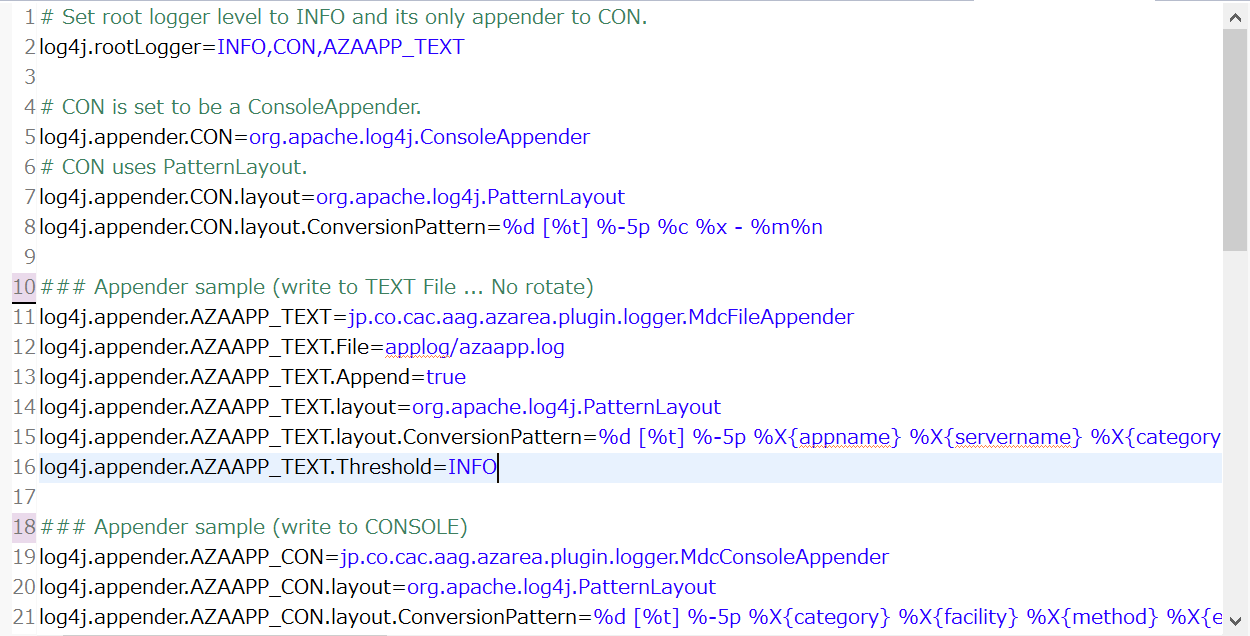 1 # Set root logger level to INFO and its only appender to CON.
2 log4j.rootLogger=INFO,CON,AZAAPP_TEXT
3
4 # CON is set to be a ConsoleAppender.
5 log4j.appender.CON=org.apache.log4j.ConsoleAppender
6 # CON uses PatternLayout.
7 log4j.appender.CON.layout=org.apache.log4j.PatternLayout
8 log4j.appender.CON.layout.ConversionPattern=%d [%t] %-5p %c %x - %m%n
9
10 ### Appender sample (write to TEXT File ... No rotate)
11 log4j.appender.AZAAPP_TEXT=jp.co.cac.aag.azarea.plugin.logger.MdcFileAppender
12 log4j.appender.AZAAPP_TEXT.File=applog/azaapp.log
13 log4j.appender.AZAAPP_TEXT.Append=true
14 log4j.appender.AZAAPP_TEXT.layout=org.apache.log4j.PatternLayout
15 log4j.appender.AZAAPP_TEXT.layout.ConversionPattern=%d [%t] %-5p %X{appname} %X{servername} %X{category
16 log4j.appender.AZAAPP_TEXT.Threshold=INFO
17
18 ### Appender sample (write to CONSOLE)
19 log4j.appender.AZAAPP_CON=jp.co.cac.aag.azarea.plugin.logger.MdcConsoleAppender
20 log4j.appender.AZAAPP_CON.layout=org.apache.log4j.PatternLayout
21 log4j.appender.AZAAPP_CON.layout.ConversionPattern=%d [%t] %-5p %X{category} %X{facility} %X{method} %X{e